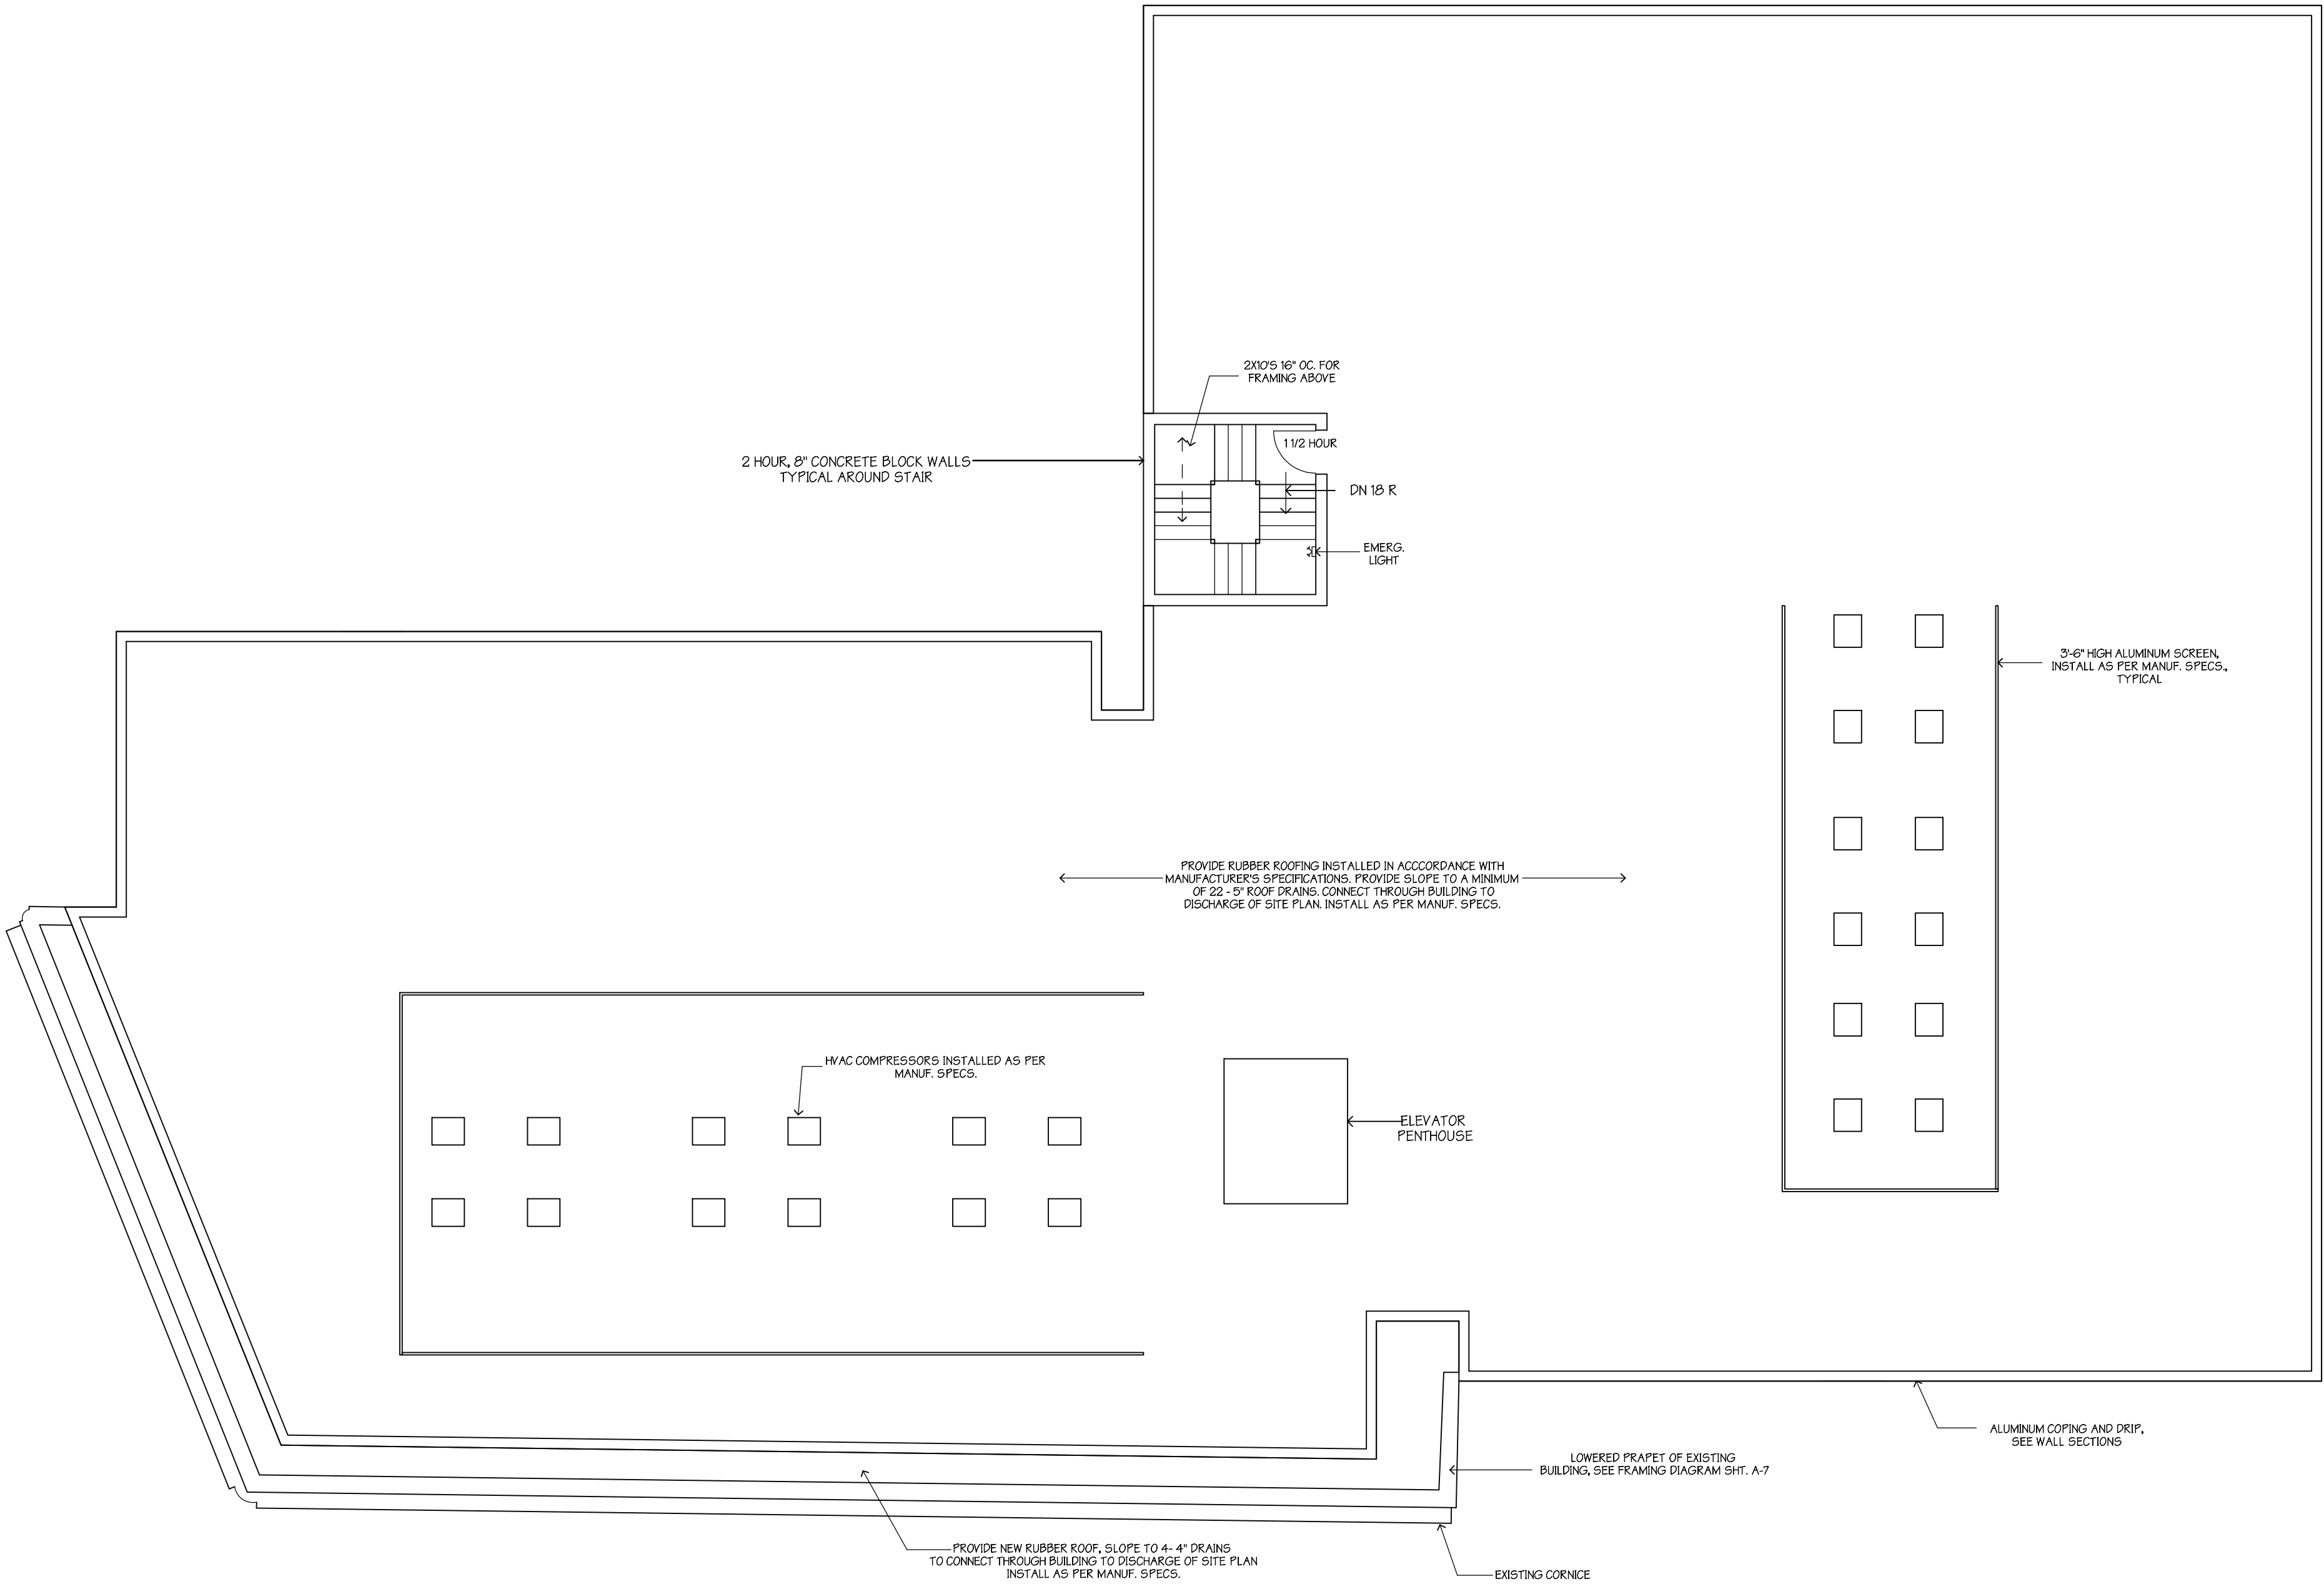 2X10'S 16" OC. FOR
FRAMING ABOVE
1 1/2 HOUR
2 HOUR, 8" CONCRETE BLOCK WALLS
TYPICAL AROUND STAIR
DN 18 R
EMERG.
LIGHT
3'-6" HIGH ALUMINUM SCREEN,
INSTALL AS PER MANUF. SPECS.,
TYPICAL
PROVIDE RUBBER ROOFING INSTALLED IN ACCCORDANCE WITH
MANUFACTURER'S SPECIFICATIONS. PROVIDE SLOPE TO A MINIMUM
OF 22 - 5" ROOF DRAINS. CONNECT THROUGH BUILDING TO
DISCHARGE OF SITE PLAN. INSTALL AS PER MANUF. SPECS.
HVAC COMPRESSORS INSTALLED AS PER
MANUF. SPECS.
ELEVATOR
PENTHOUSE
ALUMINUM COPING AND DRIP,
SEE WALL SECTIONS
LOWERED PRAPET OF EXISTING
BUILDING, SEE FRAMING DIAGRAM SHT. A-7
PROVIDE NEW RUBBER ROOF, SLOPE TO 4- 4" DRAINS
TO CONNECT THROUGH BUILDING TO DISCHARGE OF SITE PLAN
INSTALL AS PER MANUF. SPECS.
EXISTING CORNICE